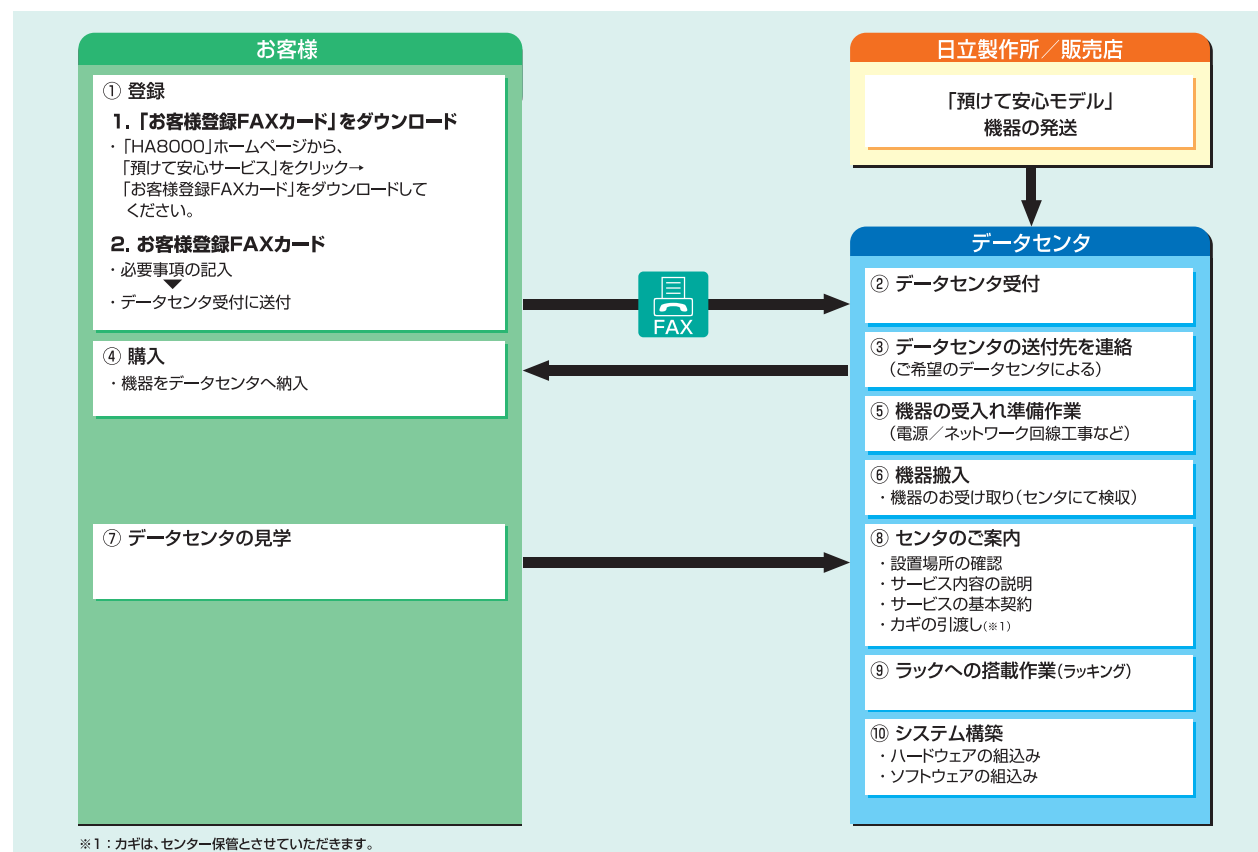 お客様
① 登録
1.「お客様登録FAXカード」をダウンロード
・「HA8000」ホームページから、
「預けて安心サービス」をクリック→
「お客様登録FAXカード」をダウンロードして
ください。
2. お客様登録FAXカード
・必要事項の記入
・データセンタ受付に送付
④ 購入
・機器をデータセンタへ納入
⑦ データセンタの見学
FAX
日立製作所／販売店
「預けて安心モデル」
機器の発送
データセンタ
② データセンタ受付
③ データセンタの送付先を連絡
(ご希望のデータセンタによる)
⑤ 機器の受入れ準備作業
(電源／ネットワーク回線工事など)
⑥ 機器搬入
・機器のお受け取り(センタにて検収)
⑧ センタのご案内
・設置場所の確認
・サービス内容の説明
・サービスの基本契約
・カギの引渡し(※1)
⑨ ラックへの搭載作業(ラッキング)
⑩ システム構築
・ハードウェアの組込み
・ソフトウェアの組込み
※1：カギは、センター保管とさせていただきます。